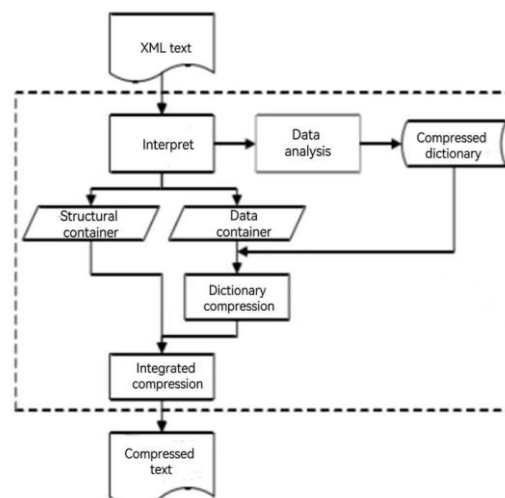 XML text
Interpret
Data
analysis
Compressed
dictionary
Structural
container
Data
container
Dictionary
compression
Integrated
compression
Compressed
text